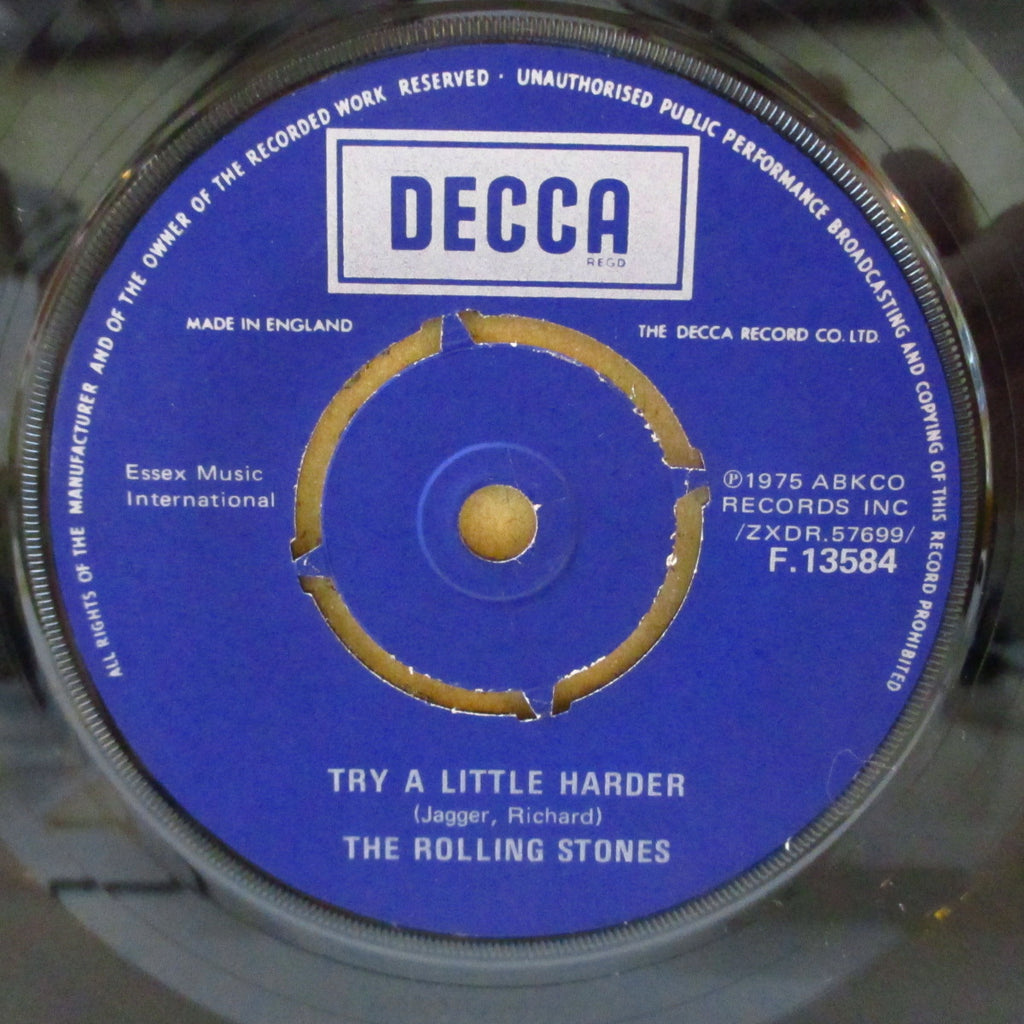 ALL RIGHTS OF THE MANUFACTURER AND OF THE OWNER OF THE RECORDED WORK RESERVED · UNAUTHORISED PUBLIC PERFORMANCE BROADCASTING AND COPYING OF THIS RECORD PROHIBITED
DECCA
REGD
MADE IN ENGLAND
THE DECCA RECORD CO. LTD.
Essex Music
International
℗1975 ABKCO
RECORDS INC
/ZXDR.57699/
F.13584
TRY A LITTLE HARDER
(Jagger, Richard)
THE ROLLING STONES